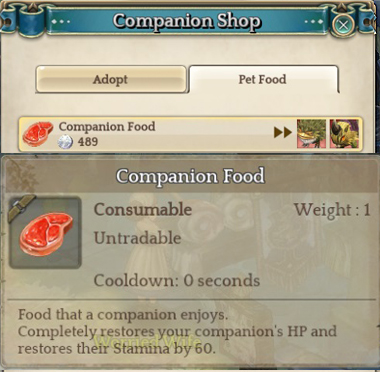 Companion Shop
Adopt
Pet Food
Companion Food
489
Companion Food
Consumable
Weight : 1
Untradable
Cooldown: 0 seconds
Food that a companion enjoys.
Completely restores your companion's HP and
restores their Stamina by 60.